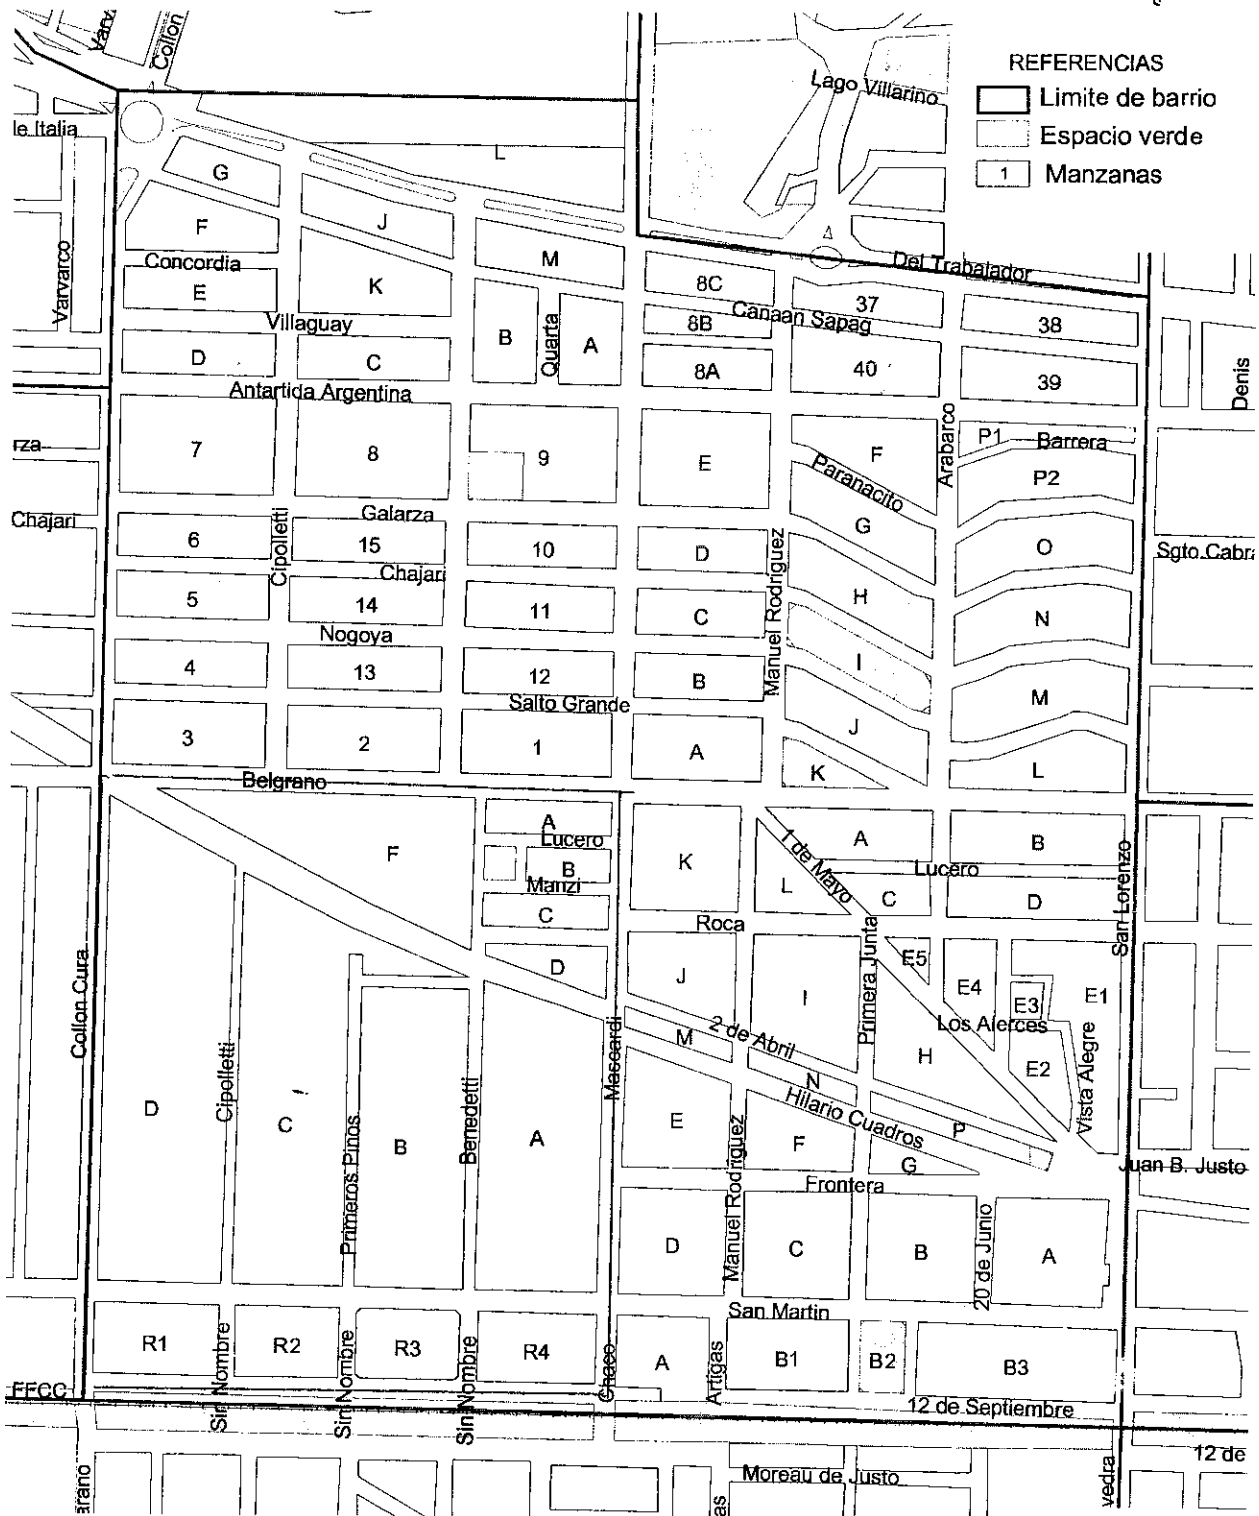 Collon
REFERENCIAS
Limite de barrio
Espacio verde
1 Manzanas
Lago Villarino
le Italia
L
G
F
J
Concordia
M
Del Trabajador
Varvarco
E
K
8C
37
Villaguay
B
Quarta
A
8B
Canaan Sapag
38
D
C
8A
40
39
Denis
Antartida Argentina
Arabarco
P1
Barrera
rza
7
8
9
E
F
Paranacito
P2
Chajari
Galarza
G
6
Cipolletti
15
10
D
Manuel Rodriguez
O
Sgto Cabra
Chajari
5
14
11
C
H
N
Nogoya
4
13
12
B
I
M
Salto Grande
3
2
1
A
J
K
L
Belgrano
F
A
Lucero
B
Manzi
C
D
K
L
1 de Mayo
A
B
Lucero
C
D
San Lorenzo
Roca
Primera Junta
J
I
E5
E4
E3
E1
Los Alerces
Collon Cura
Mascardi
M
2 de Abril
H
E2
Vista Alegre
N
Hilario Cuadros
P
D
Cipolletti
C
Primeros Pinos
B
Benedetti
A
E
Manuel Rodriguez
F
G
Juan B. Justo
Frontera
D
C
B
20 de Junio
A
San Martin
R1
Sin Nombre
R2
Sin Nombre
R3
Sin Nombre
R4
Chaco
A
Artigas
B1
B2
B3
FFCC
12 de Septiembre
12 de
Moreau de Justo
arano
as
vedra